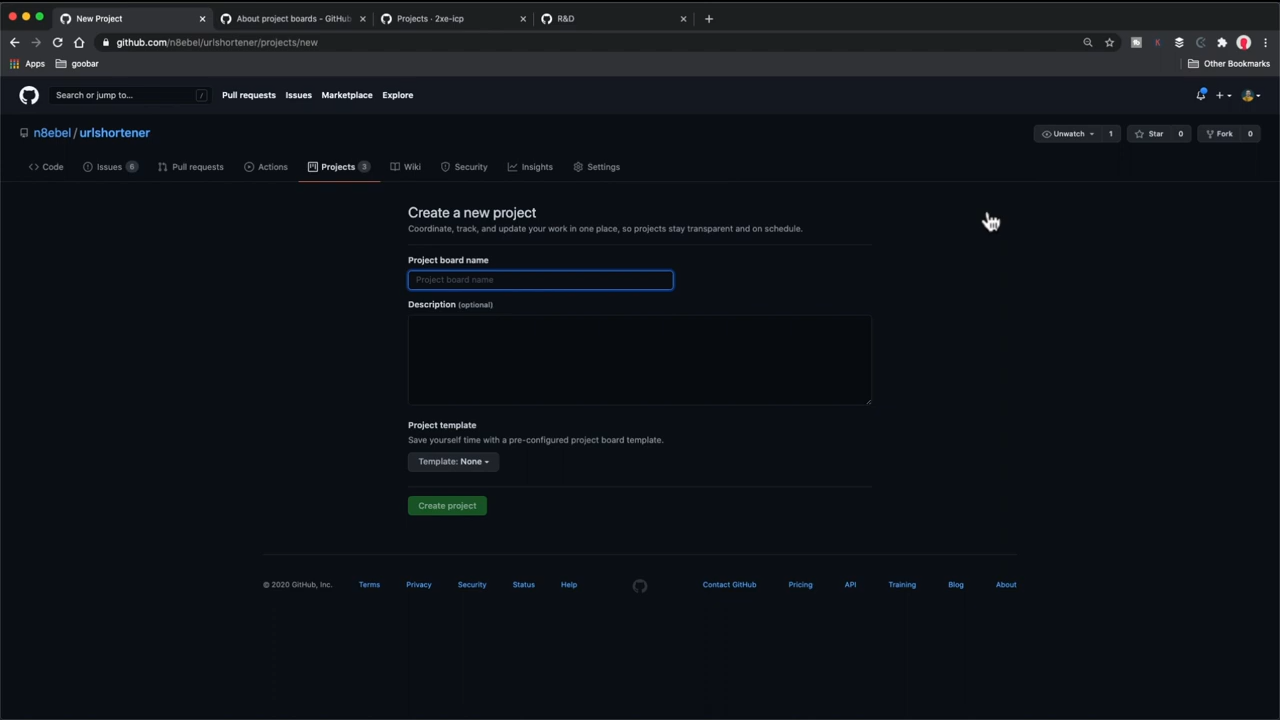 New Project
About project boards - GitHub
Projects · 2xe-icp
R&D
github.com/n8ebel/urlshortener/projects/new
Apps
goobar
Other Bookmarks
Search or jump to...
/
Pull requests
Issues
Marketplace
Explore
n8ebel / urlshortener
Unwatch 1
Star 0
Fork 0
Code
Issues 6
Pull requests
Actions
Projects 3
Wiki
Security
Insights
Settings
Create a new project
Coordinate, track, and update your work in one place, so projects stay transparent and on schedule.
Project board name
Project board name
Description (optional)
Project template
Save yourself time with a pre-configured project board template.
Template: None
Create project
© 2020 GitHub, Inc.
Terms
Privacy
Security
Status
Help
Contact GitHub
Pricing
API
Training
Blog
About